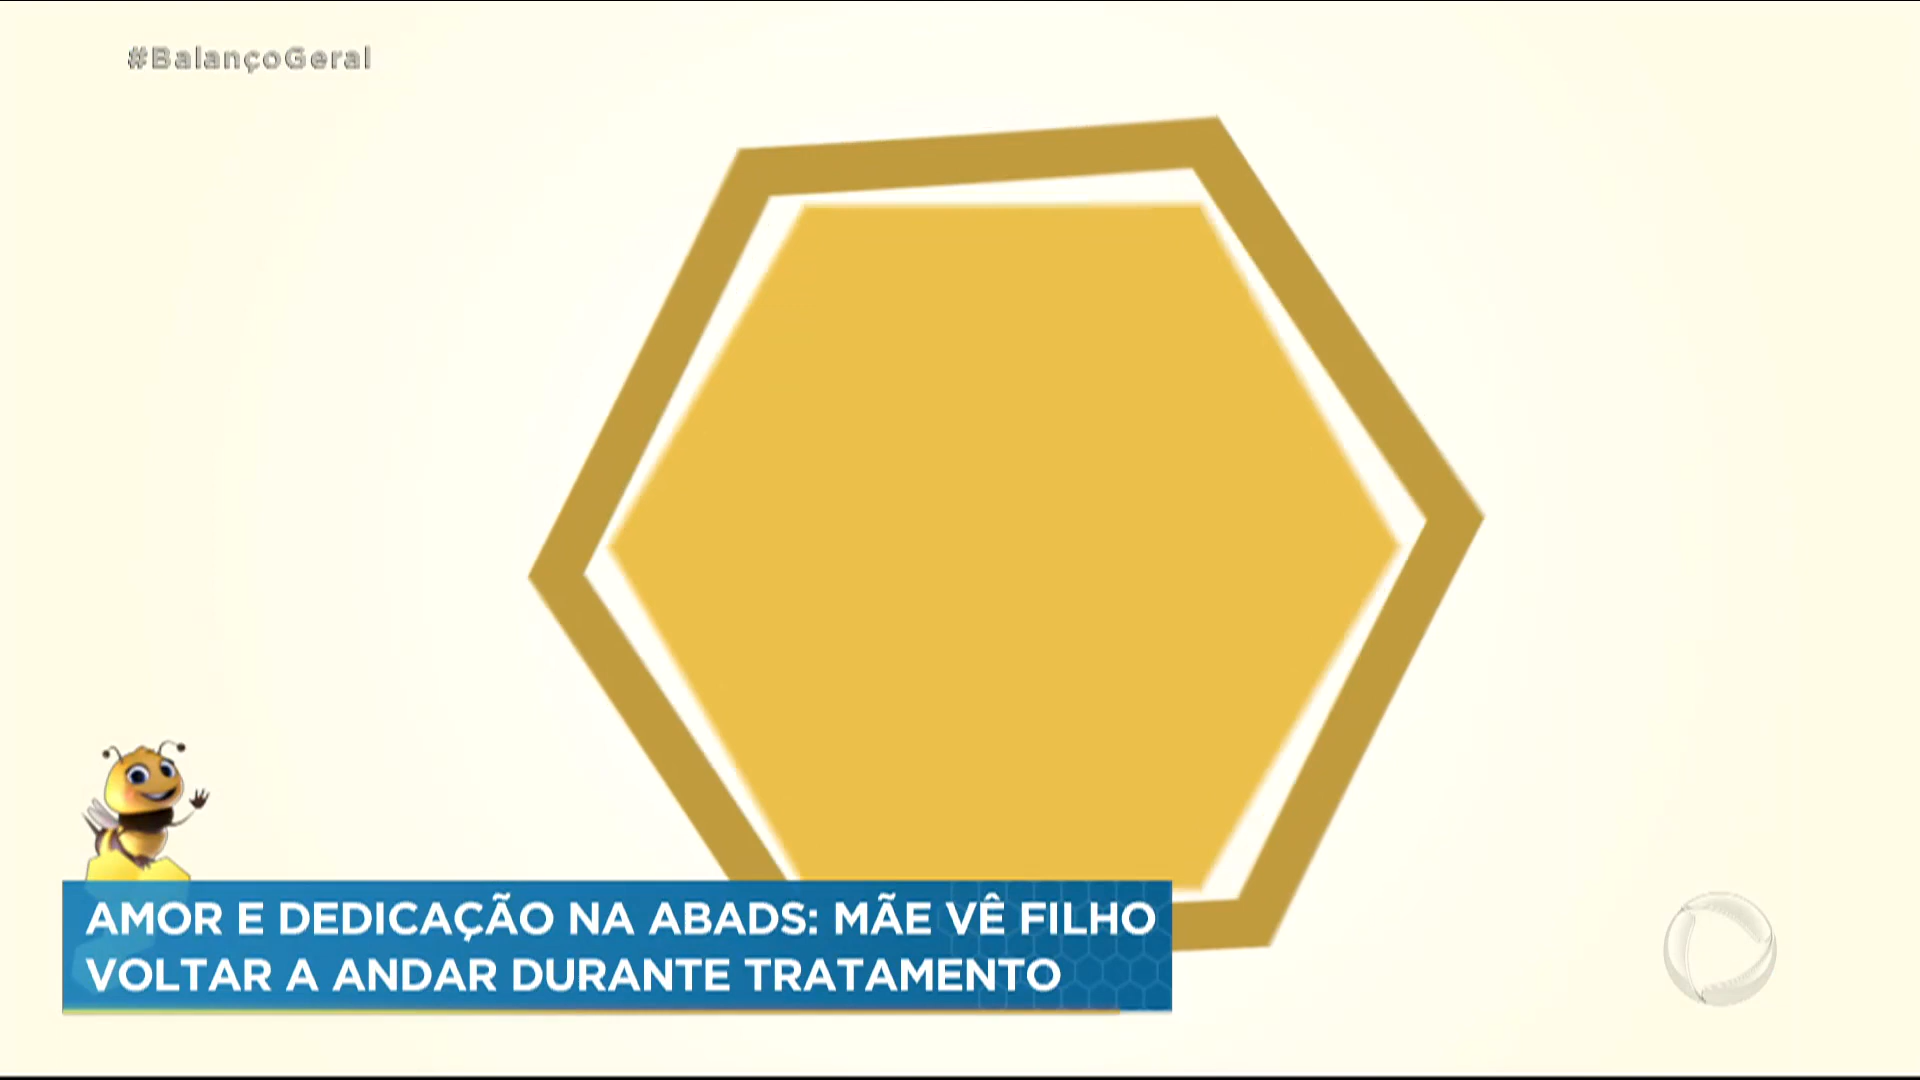 #BalançoGeral
AMOR E DEDICAÇÃO NA ABADS: MÃE VÊ FILHO
VOLTAR A ANDAR DURANTE TRATAMENTO